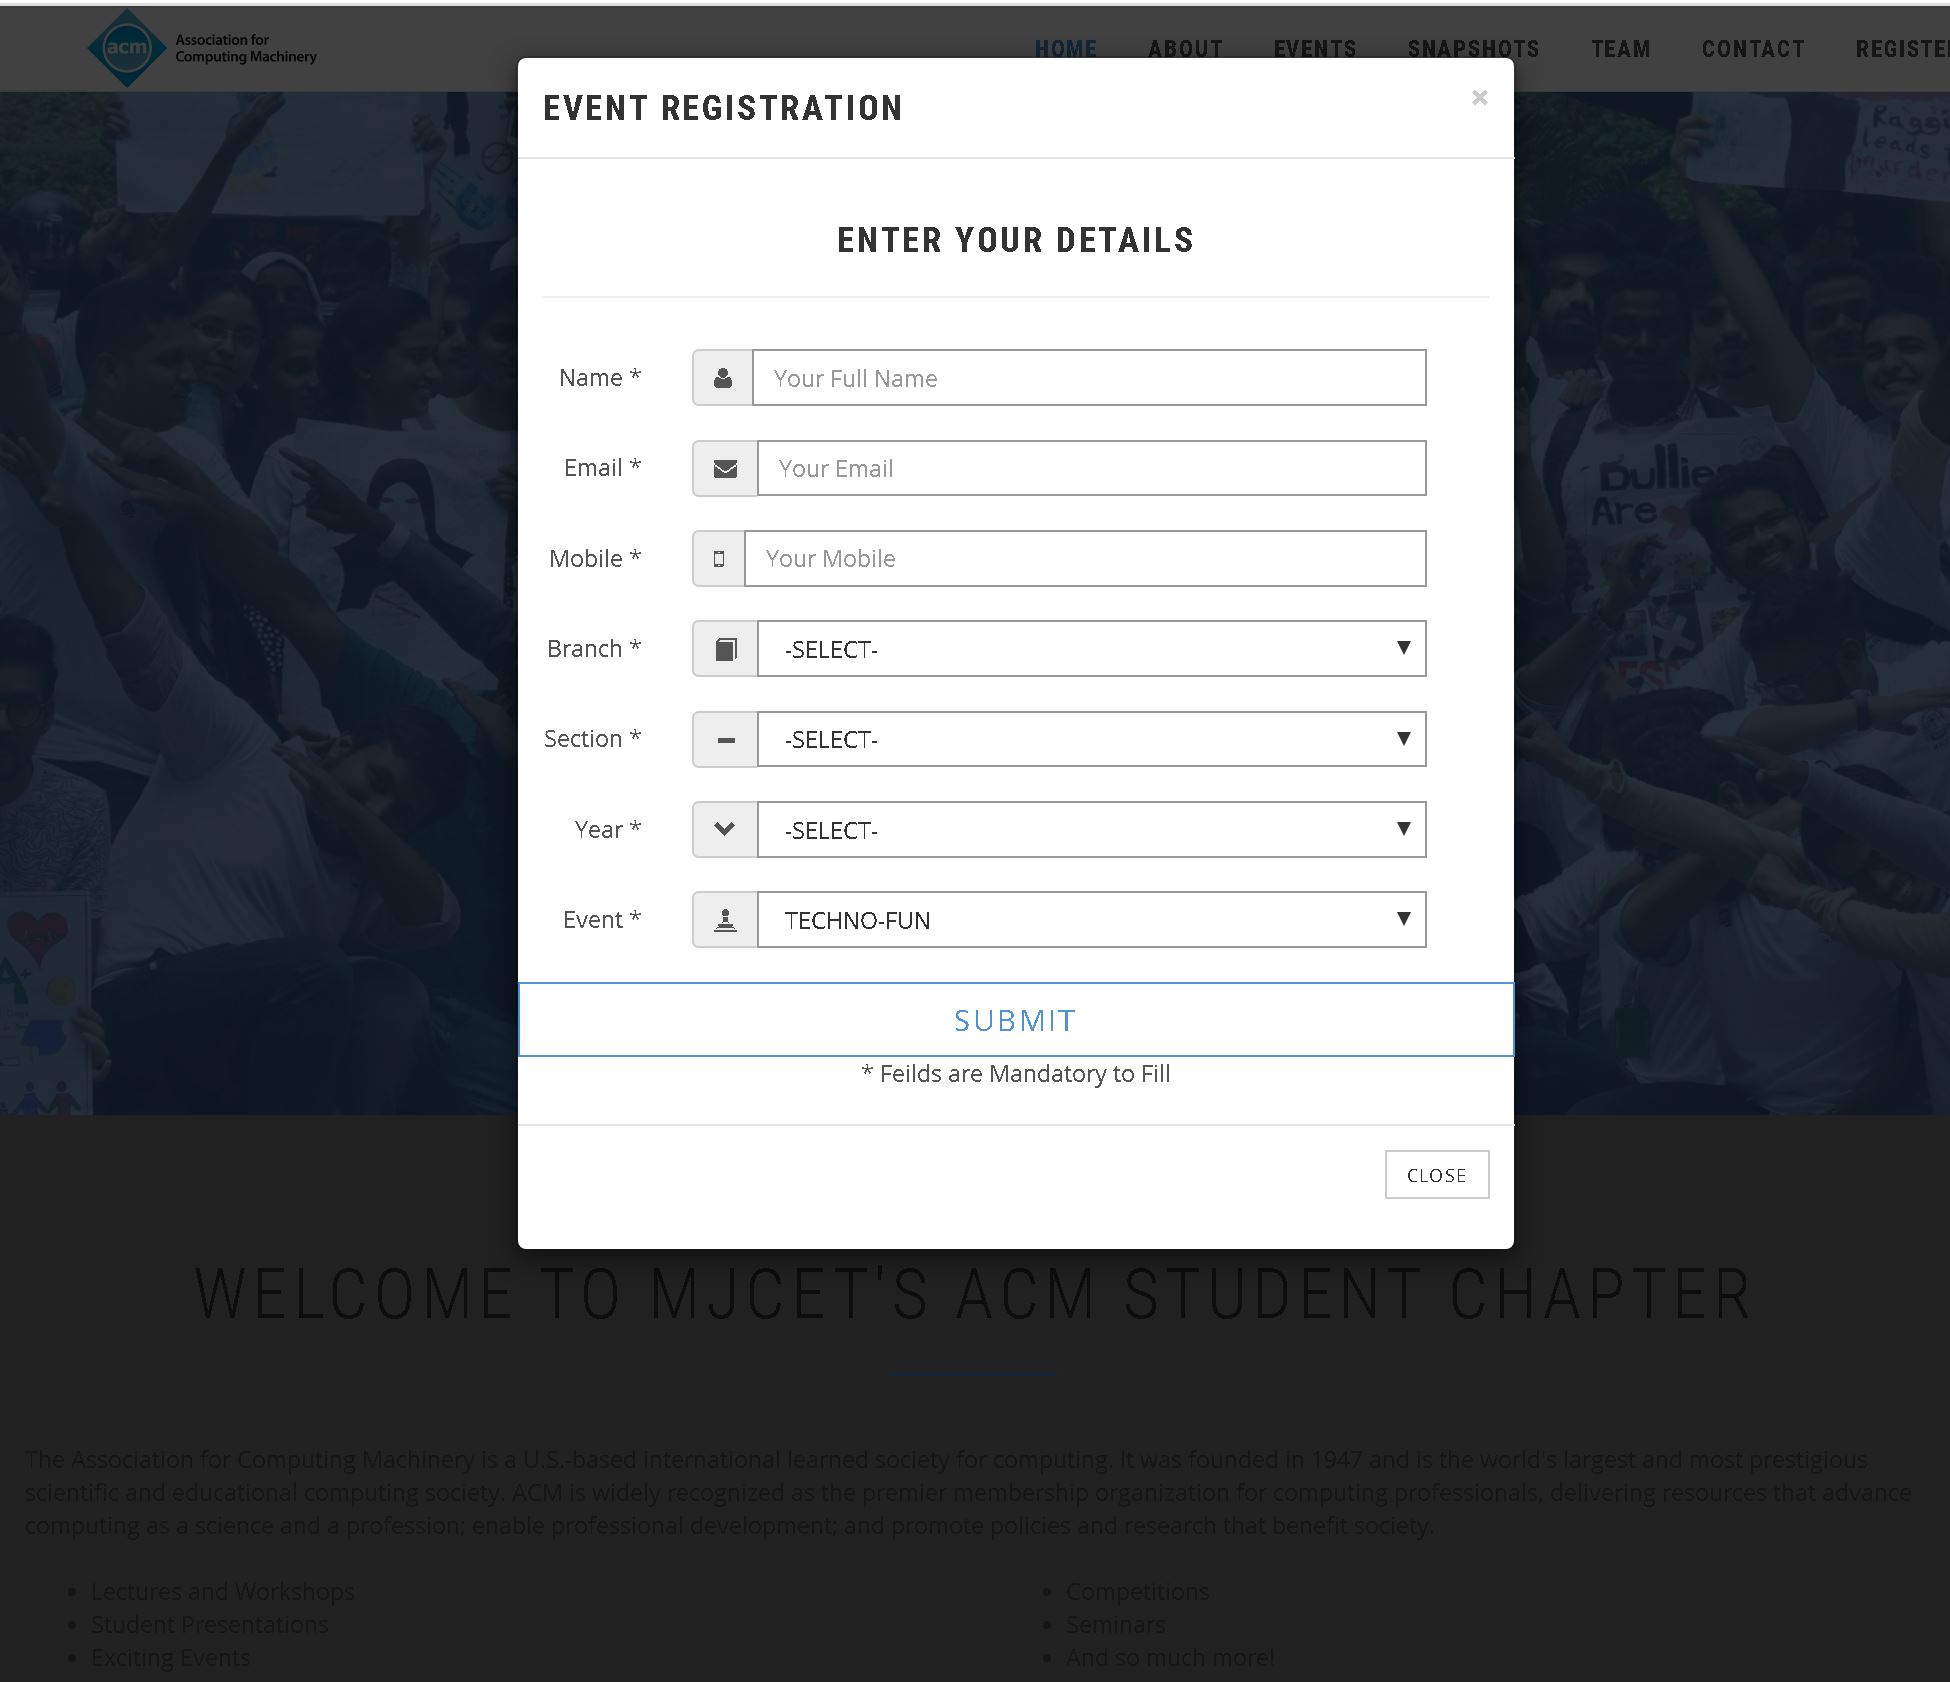 acm
Association for
Computing Machinery
HOME ABOUT EVENTS SNAPSHOTS TEAM CONTACT
EVENT REGISTRATION
×
ENTER YOUR DETAILS
Name * Your Full Name
Email * Your Email
Mobile * Your Mobile
Branch * -SELECT-
Section * -SELECT-
Year * -SELECT-
Event * TECHNO-FUN
SUBMIT
* Feilds are Mandatory to Fill
CLOSE
leads
Are
WELCOME TO MJCET'S ACM STUDENT CHAPTER
The Association for Computing Machinery is a U.S.-based international learned society for computing. It was founded in 1947 and is the world's largest and most prestigious
scientific and educational computing society. ACM is widely recognized as the premier membership organization for computing professionals, delivering resources that advance
computing as a science and a profession; enable professional development; and promote policies and research that benefit society.
Lectures and Workshops
Student Presentations
Exciting Events
Competitions
Seminars
And so much more!